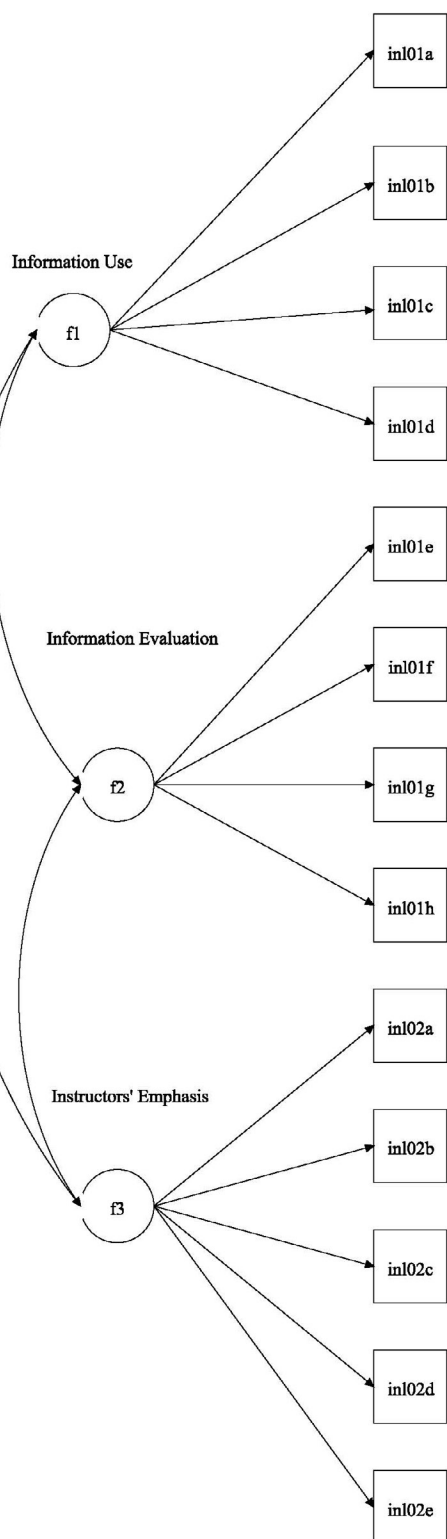 inl01a
inl01b
Information Use
inl01c
f1
inl01d
inl01e
Information Evaluation
inl01f
f2
inl01g
inl01h
inl02a
Instructors' Emphasis
inl02b
f3
inl02c
inl02d
inl02e